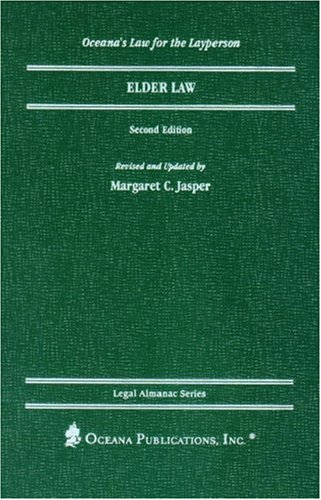 Oceana's Law for the Layperson
ELDER LAW
Second Edition
Revised and Updated by
Margaret C. Jasper
Legal Almanac Series
OCEANA PUBLICATIONS, INC.®